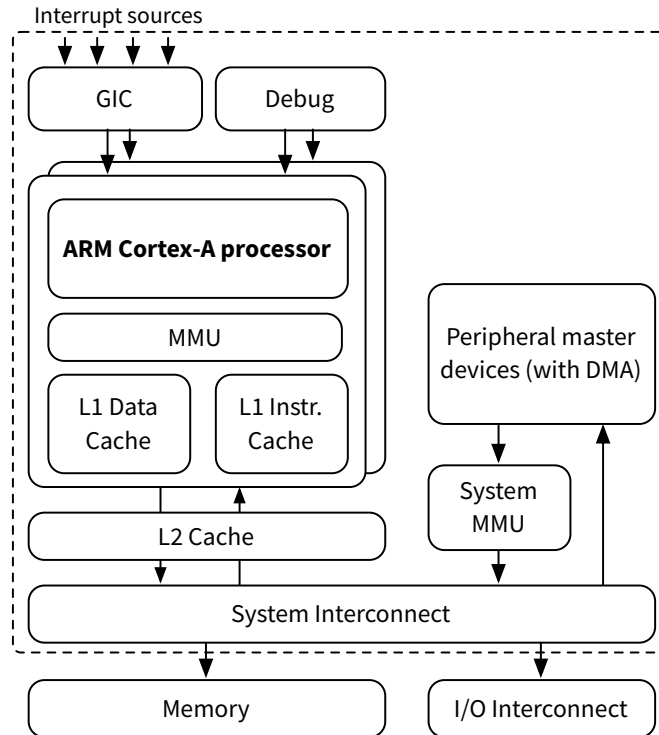 Interrupt sources
GIC
Debug
ARM Cortex-A processor
MMU
L1 Data
Cache
L1 Instr.
Cache
Peripheral master
devices (with DMA)
System
MMU
L2 Cache
System Interconnect
Memory
I/O Interconnect